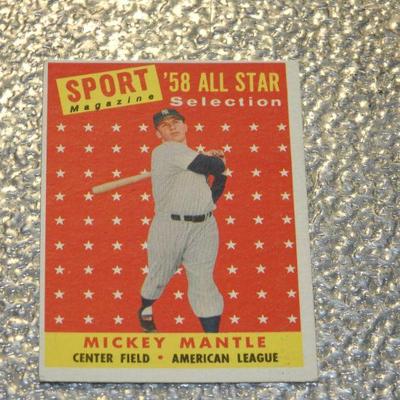 SPORT
Magazine
'58 ALL STAR
Selection
MICKEY MANTLE
CENTER FIELD • AMERICAN LEAGUE